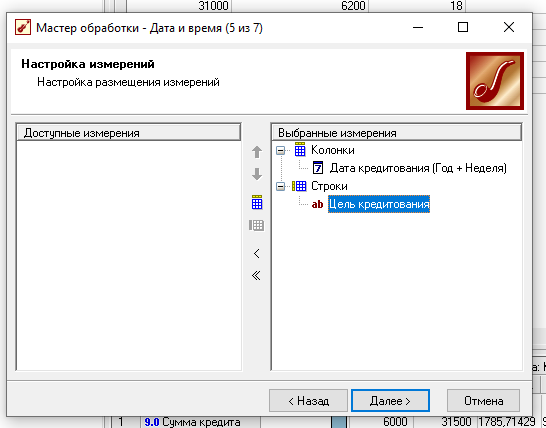 31000 6200 18
Мастер обработки - Дата и время (5 из 7)
Настройка измерений
Настройка размещения измерений
Доступные измерения
Выбранные измерения
Колонки
7 Дата кредитования (Год + Неделя)
Строки
ab Цель кредитования
< Назад Далее > Отмена
а: К
1 9.0 Сумма кредита 6000 31500 1785,71429